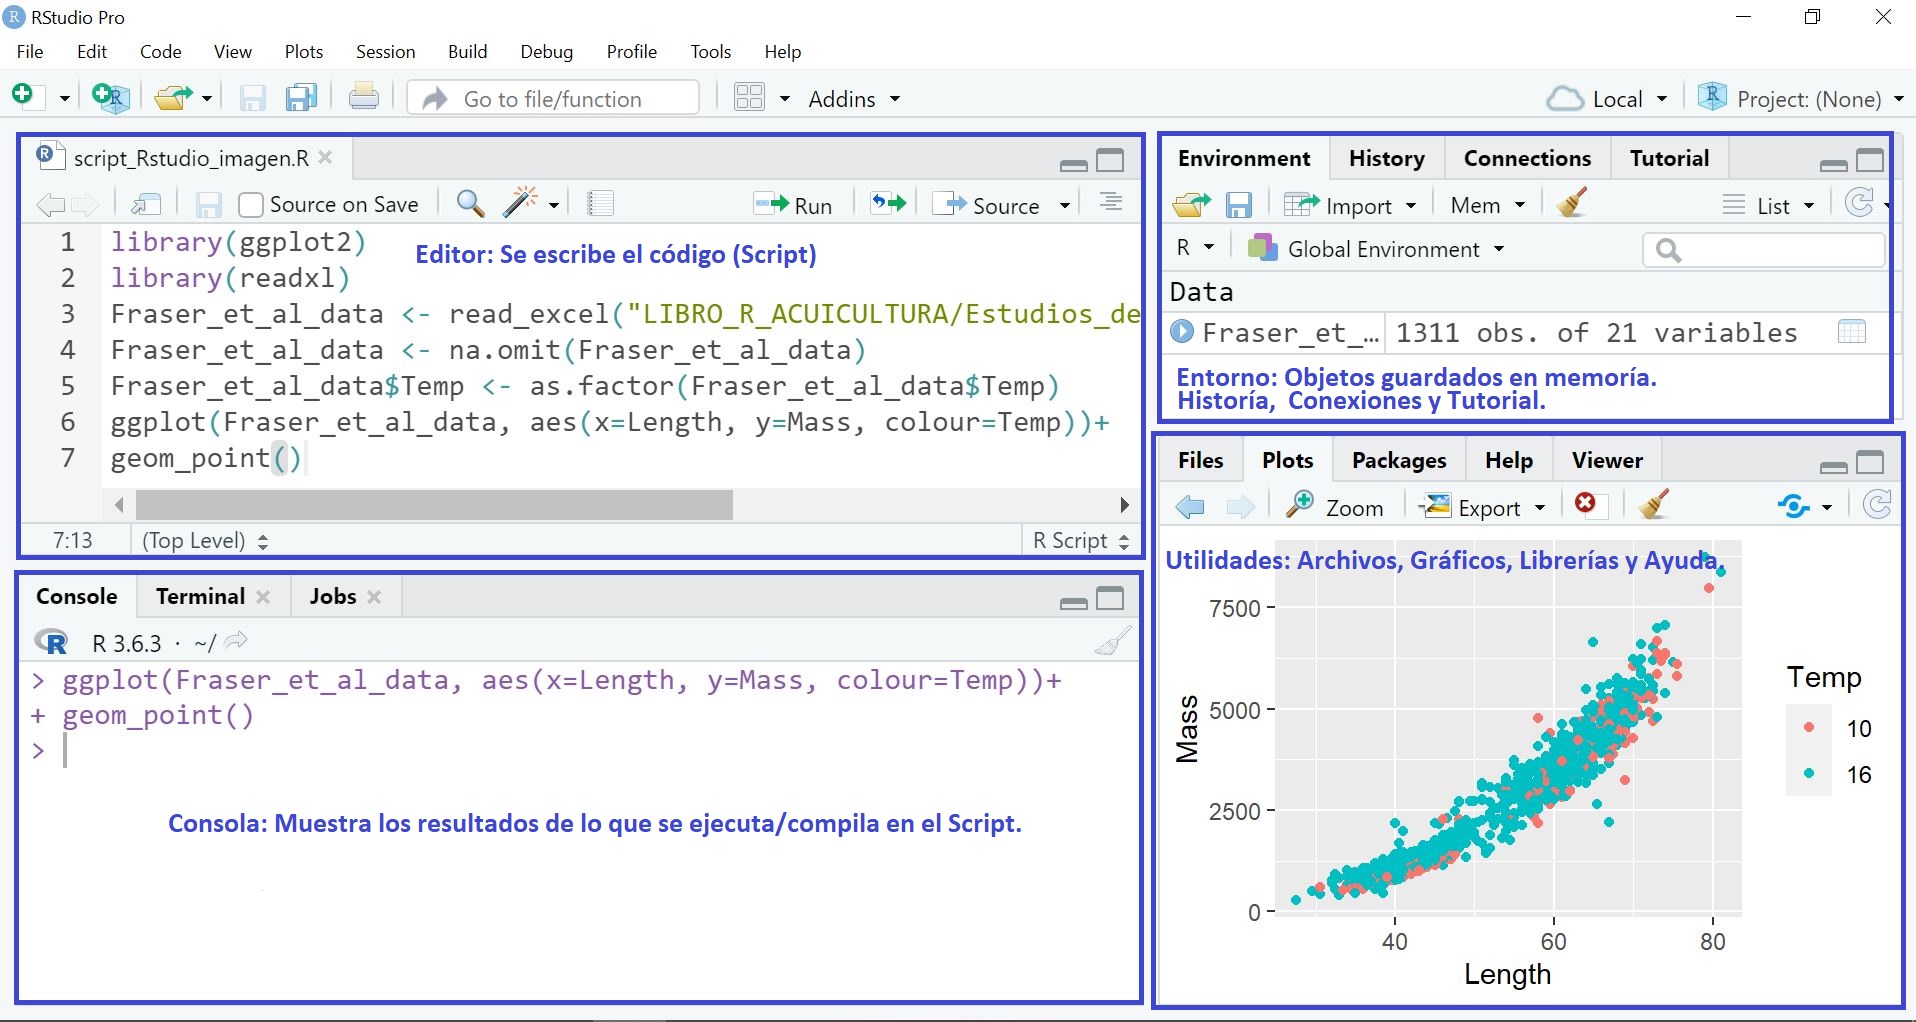 RStudio Pro
File Edit Code View Plots Session Build Debug Profile Tools Help
Go to file/function Addins Local Project: (None)
script_Rstudio_imagen.R
Source on Save Run Source
1 library(ggplot2)
Editor: Se escribe el código (Script)
2 library(readxl)
3 Fraser_et_al_data <- read_excel("LIBRO_R_ACUICULTURA/Estudios_de
4 Fraser_et_al_data <- na.omit(Fraser_et_al_data)
5 Fraser_et_al_data$Temp <- as.factor(Fraser_et_al_data$Temp)
6 ggplot(Fraser_et_al_data, aes(x=Length, y=Mass, colour=Temp))+
7 geom_point()
7:13 (Top Level) R Script
Console Terminal Jobs
R R 3.6.3 · ~/
> ggplot(Fraser_et_al_data, aes(x=Length, y=Mass, colour=Temp))+
+ geom_point()
>
Consola: Muestra los resultados de lo que se ejecuta/compila en el Script.
Environment History Connections Tutorial
Import Mem List
R Global Environment
Data
Fraser_et_… 1311 obs. of 21 variables
Entorno: Objetos guardados en memoría.
Historía, Conexiones y Tutorial.
Files Plots Packages Help Viewer
Zoom Export
Utilidades: Archivos, Gráficos, Librerías y Ayuda.
7500
5000
2500
0
Mass
40 60 80
Length
Temp
10
16